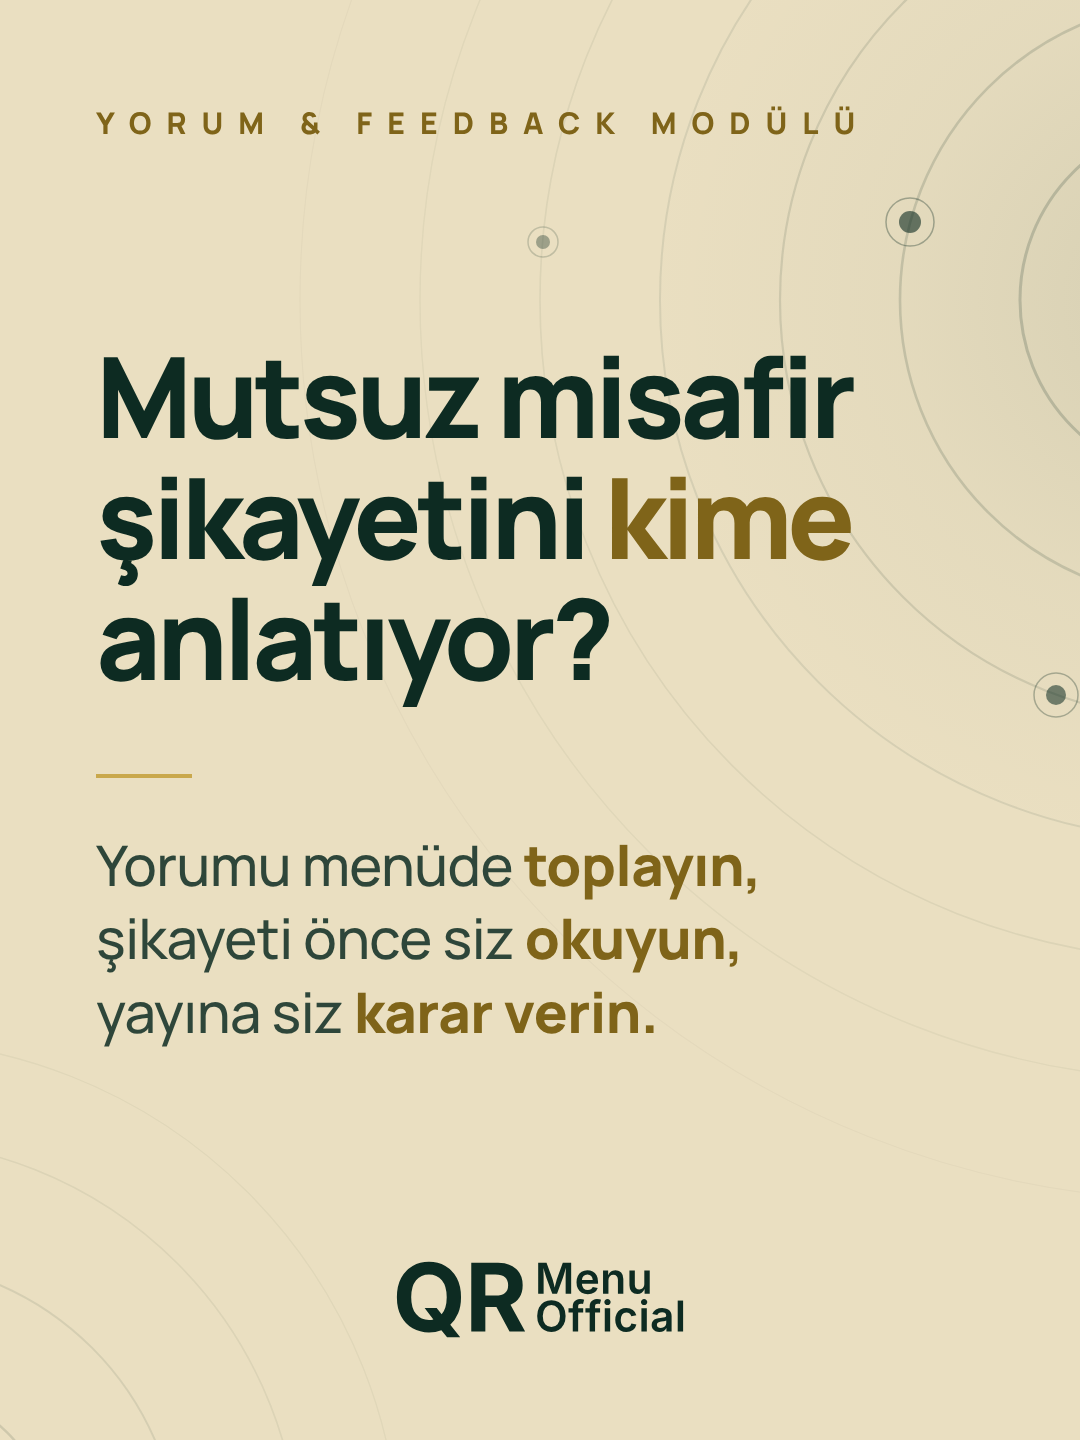 YORUM & FEEDBACK MODÜLÜ
Mutsuz misafir
şikayetini kime
anlatıyor?
Yorumu menüde toplayın,
şikayeti önce siz okuyun,
yayına siz karar verin.
QR Menu
Official